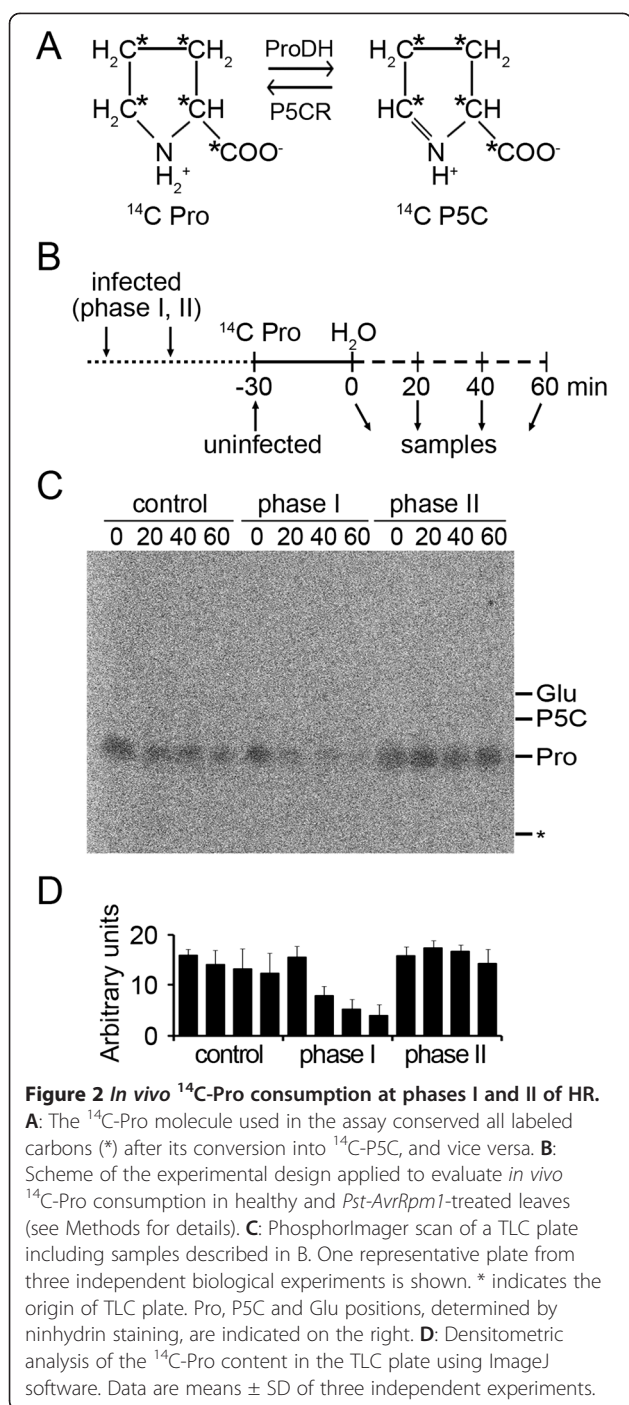 A
H₂C* *CH₂ ProDH HC* *CH₂
H₂C* *CH P5CR HC* *CH
N *COO⁻ N *COO⁻
H₂⁺ H⁺
¹⁴C Pro ¹⁴C P5C
B
infected
(phase I, II)
¹⁴C Pro H₂O
-30 0 20 40 60 min
uninfected samples
C
control phase I phase II
0 20 40 60 0 20 40 60 0 20 40 60
Glu
P5C
Pro
*
D
Arbitrary units
20
10
0
control phase I phase II
Figure 2 In vivo ¹⁴C-Pro consumption at phases I and II of HR.
A: The ¹⁴C-Pro molecule used in the assay conserved all labeled
carbons (*) after its conversion into ¹⁴C-P5C, and vice versa. B:
Scheme of the experimental design applied to evaluate in vivo
¹⁴C-Pro consumption in healthy and Pst-AvrRpm1-treated leaves
(see Methods for details). C: PhosphorImager scan of a TLC plate
including samples described in B. One representative plate from
three independent biological experiments is shown. * indicates the
origin of TLC plate. Pro, P5C and Glu positions, determined by
ninhydrin staining, are indicated on the right. D: Densitometric
analysis of the ¹⁴C-Pro content in the TLC plate using ImageJ
software. Data are means ± SD of three independent experiments.